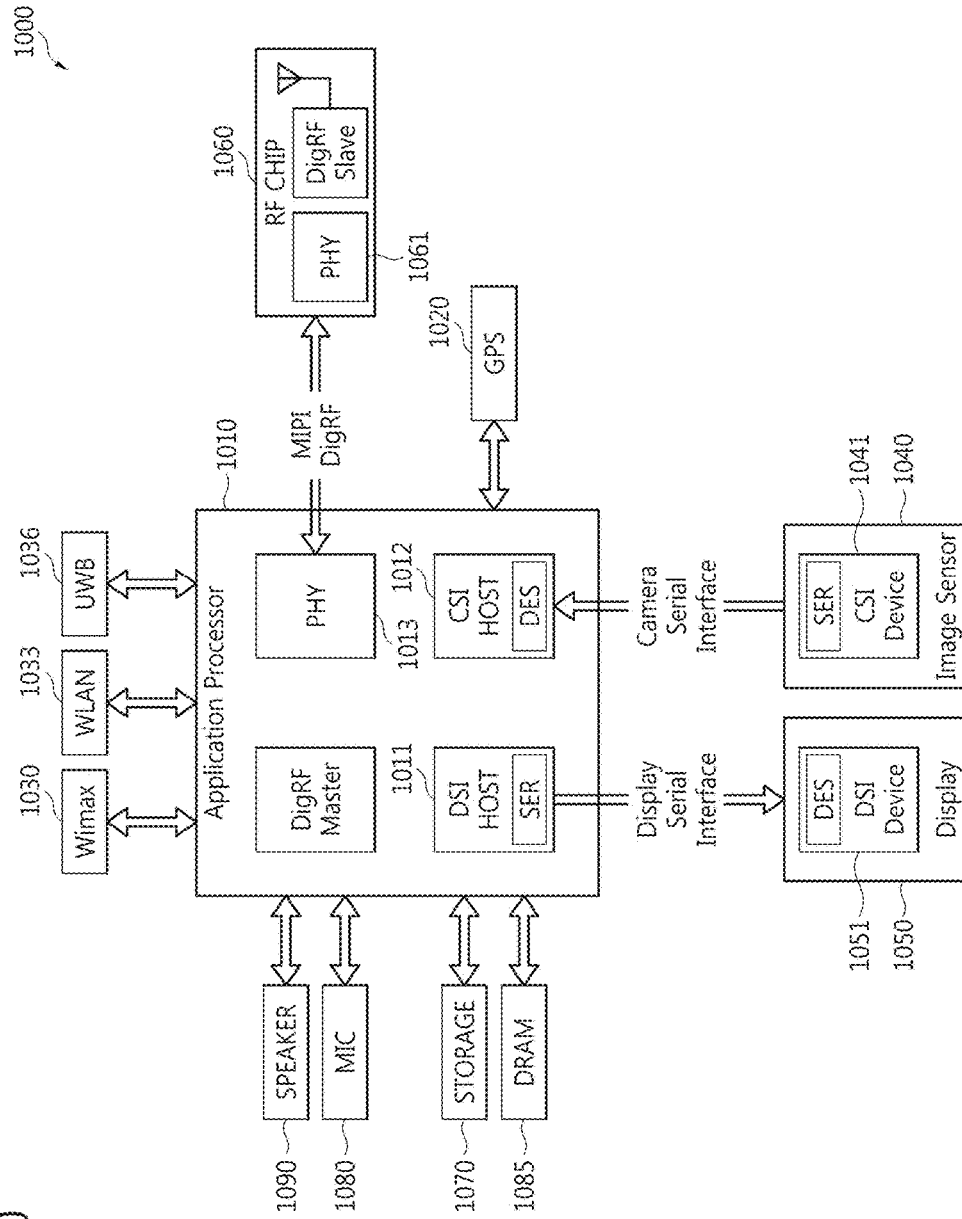 1000
1030
1033
1036
Wimax
WLAN
UWB
1010
1060
Application Processor
RF CHIP
DigRF
Master
PHY
1013
MIPI
DigRF
PHY
1061
DigRF
Slave
1090
SPEAKER
1080
MIC
1070
STORAGE
1085
DRAM
1011
DSI
HOST
SER
1012
CSI
HOST
DES
1020
GPS
Display
Serial
Interface
Camera
Serial
Interface
1051
1050
DES
DSI
Device
Display
SER
CSI
Device
Image Sensor
1041
1040